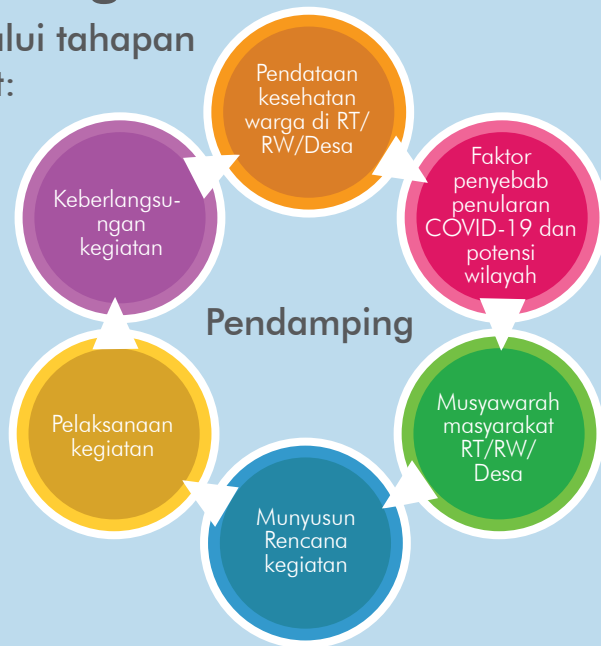 alui tahapan
t:
Pendataan
kesehatan
warga di RT/
RW/Desa
Faktor
penyebab
penularan
COVID-19 dan
potensi
wilayah
Musyawarah
masyarakat
RT/RW/
Desa
Munyusun
Rencana
kegiatan
Pelaksanaan
kegiatan
Keberlangsu-
ngan
kegiatan
Pendamping